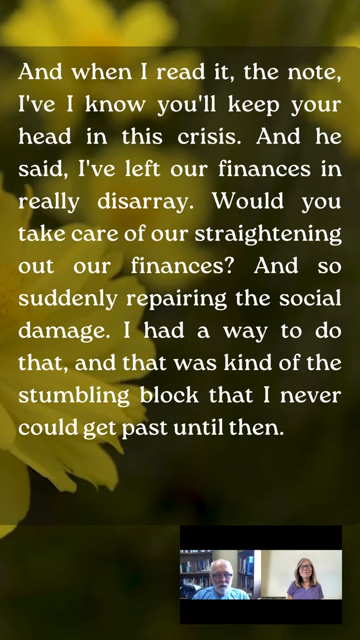 And when I read it, the note,
I've I know you'll keep your
head in this crisis. And he
said, I've left our finances in
really disarray. Would you
take care of our straightening
out our finances? And so
suddenly repairing the social
damage. I had a way to do
that, and that was kind of the
stumbling block that I never
could get past until then.